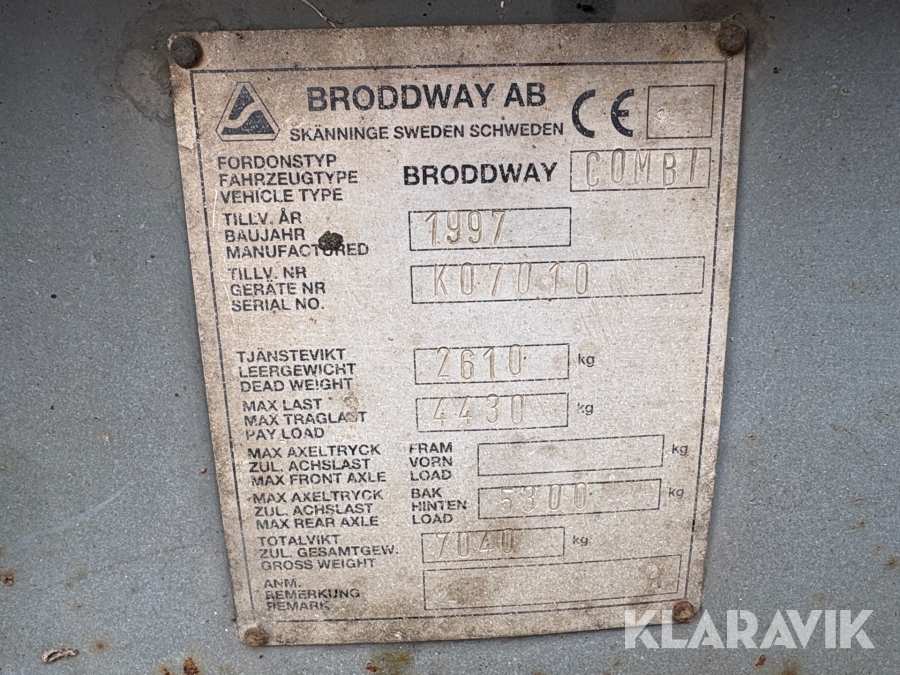 BRODDWAY AB
SKÄNNINGE SWEDEN SCHWEDEN
CE
FORDONSTYP
FAHRZEUGTYPE
VEHICLE TYPE
BRODDWAY COMBI
TILLV. ÅR
BAUJAHR
MANUFACTURED
1997
TILLV. NR
GERÄTE NR
SERIAL NO.
K07010
TJÄNSTEVIKT
LEERGEWICHT
DEAD WEIGHT
2610 kg
MAX LAST
MAX TRAGLAST
PAY LOAD
4430 kg
MAX AXELTRYCK FRAM
ZUL. ACHSLAST VORN
MAX FRONT AXLE LOAD
kg
MAX AXELTRYCK BAK
ZUL. ACHSLAST HINTEN
MAX REAR AXLE LOAD
5300 kg
TOTALVIKT
ZUL. GESAMTGEW.
GROSS WEIGHT
7040 kg
ANM.
BEMERKUNG
REMARK
KLARAVIK